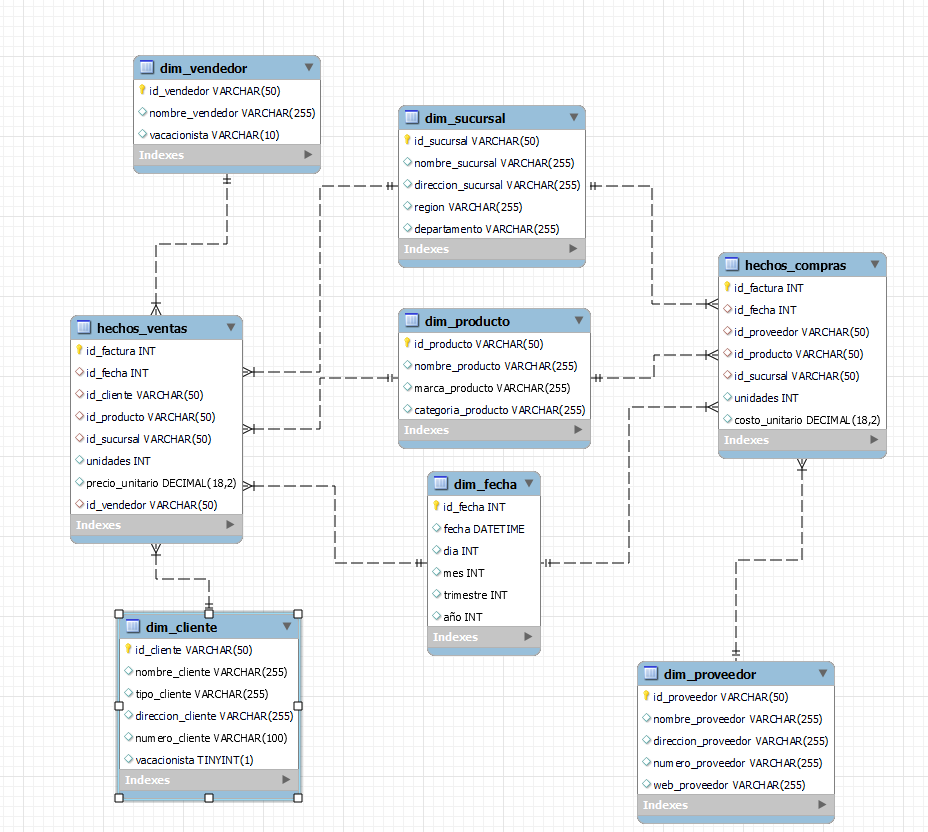 dim_vendedor
id_vendedor VARCHAR(50)
nombre_vendedor VARCHAR(255)
vacacionista VARCHAR(10)
Indexes
dim_sucursal
id_sucursal VARCHAR(50)
nombre_sucursal VARCHAR(255)
direccion_sucursal VARCHAR(255)
region VARCHAR(255)
departamento VARCHAR(255)
Indexes
hechos_compras
id_factura INT
id_fecha INT
id_proveedor VARCHAR(50)
id_producto VARCHAR(50)
id_sucursal VARCHAR(50)
unidades INT
costo_unitario DECIMAL(18,2)
Indexes
hechos_ventas
id_factura INT
id_fecha INT
id_cliente VARCHAR(50)
id_producto VARCHAR(50)
id_sucursal VARCHAR(50)
unidades INT
precio_unitario DECIMAL(18,2)
id_vendedor VARCHAR(50)
Indexes
dim_producto
id_producto VARCHAR(50)
nombre_producto VARCHAR(255)
marca_producto VARCHAR(255)
categoria_producto VARCHAR(255)
Indexes
dim_fecha
id_fecha INT
fecha DATETIME
dia INT
mes INT
trimestre INT
año INT
Indexes
dim_cliente
id_cliente VARCHAR(50)
nombre_cliente VARCHAR(255)
tipo_cliente VARCHAR(255)
direccion_cliente VARCHAR(255)
numero_cliente VARCHAR(100)
vacacionista TINYINT(1)
Indexes
dim_proveedor
id_proveedor VARCHAR(50)
nombre_proveedor VARCHAR(255)
direccion_proveedor VARCHAR(255)
numero_proveedor VARCHAR(255)
web_proveedor VARCHAR(255)
Indexes